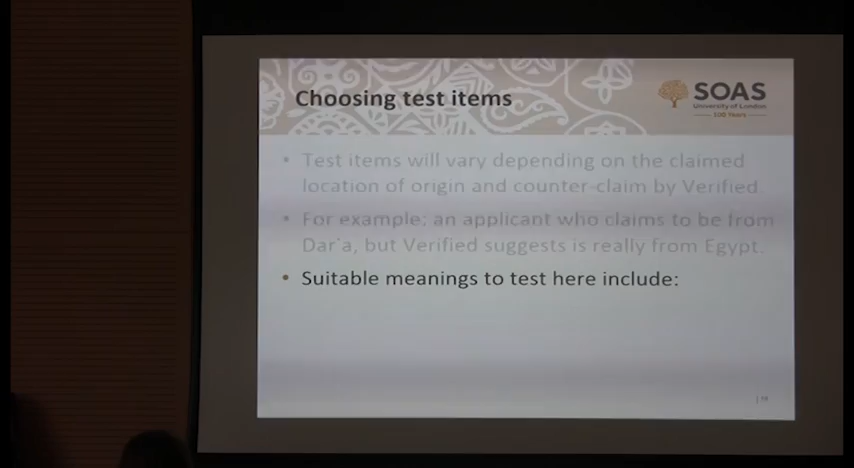 Choosing test items
SOAS
University of London
100 Years
• Test items will vary depending on the claimed
location of origin and counter-claim by Verified.
• For example: an applicant who claims to be from
Dar`a, but Verified suggests is really from Egypt.
• Suitable meanings to test here include: